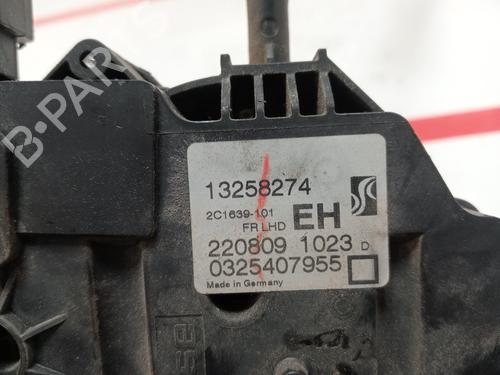 B-PARTS
13258274
2C1639-101
EH
FR LHD
220809 1023 D
0325407955
Made in Germany